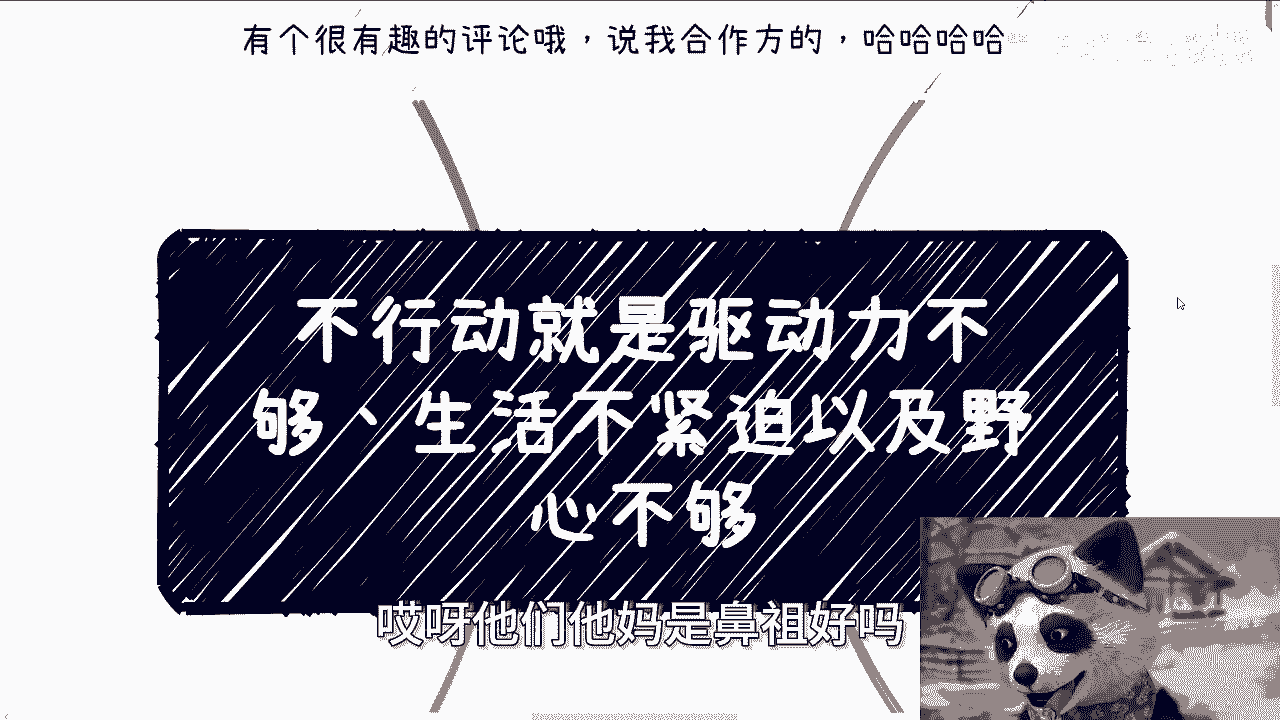 有个很有趣的评论哦，说我合作方的，哈哈哈哈
不行动就是驱动力不
够、生活不紧迫以及野
心不够
哎呀他们他妈是鼻祖好吗